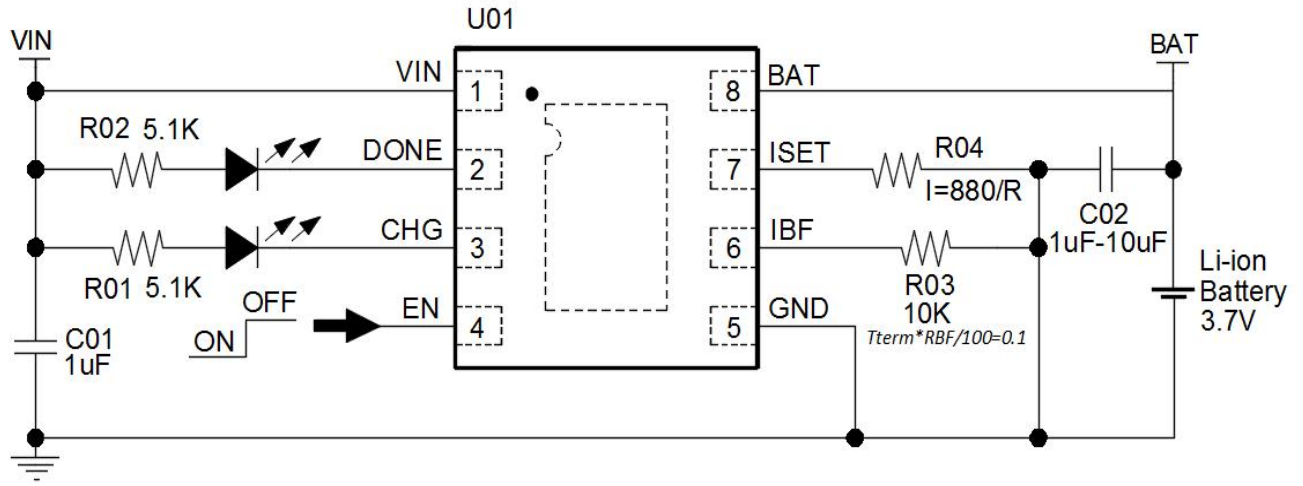 U01
VIN
BAT
VIN
1
8
BAT
R02 5.1K
DONE
2
7
ISET
R04
I=880/R
CHG
3
6
IBF
C02
1uF-10uF
R01 5.1K
R03
10K
Tterm*RBF/100=0.1
Li-ion
Battery
3.7V
OFF
ON
EN
4
5
GND
C01
1uF